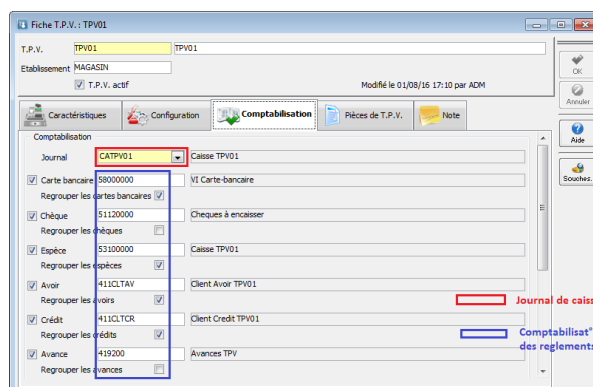 Fiche T.P.V. : TPV01
T.P.V. TPV01 TPV01
Etablissement MAGASIN
T.P.V. actif Modifié le 01/08/16 17:10 par ADM
OK
Annuler
Aide
Souches...
Caractéristiques Configuration Comptabilisation Pièces de T.P.V. Note
Comptabilisation
Journal CATPV01 Caisse TPV01
Carte bancaire 58000000 VI Carte-bancaire
Regrouper les cartes bancaires
Chèque 51120000 Cheques à encaisser
Regrouper les chèques
Espèce 53100000 Caisse TPV01
Regrouper les espèces
Avoir 411CLTAV Client Avoir TPV01
Regrouper les avoirs
Journal de caiss
Crédit 411CLTCR Client Credit TPV01
Regrouper les crédits
Comptabilisat°
des reglements
Avance 419200 Avances TPV
Regrouper les avances